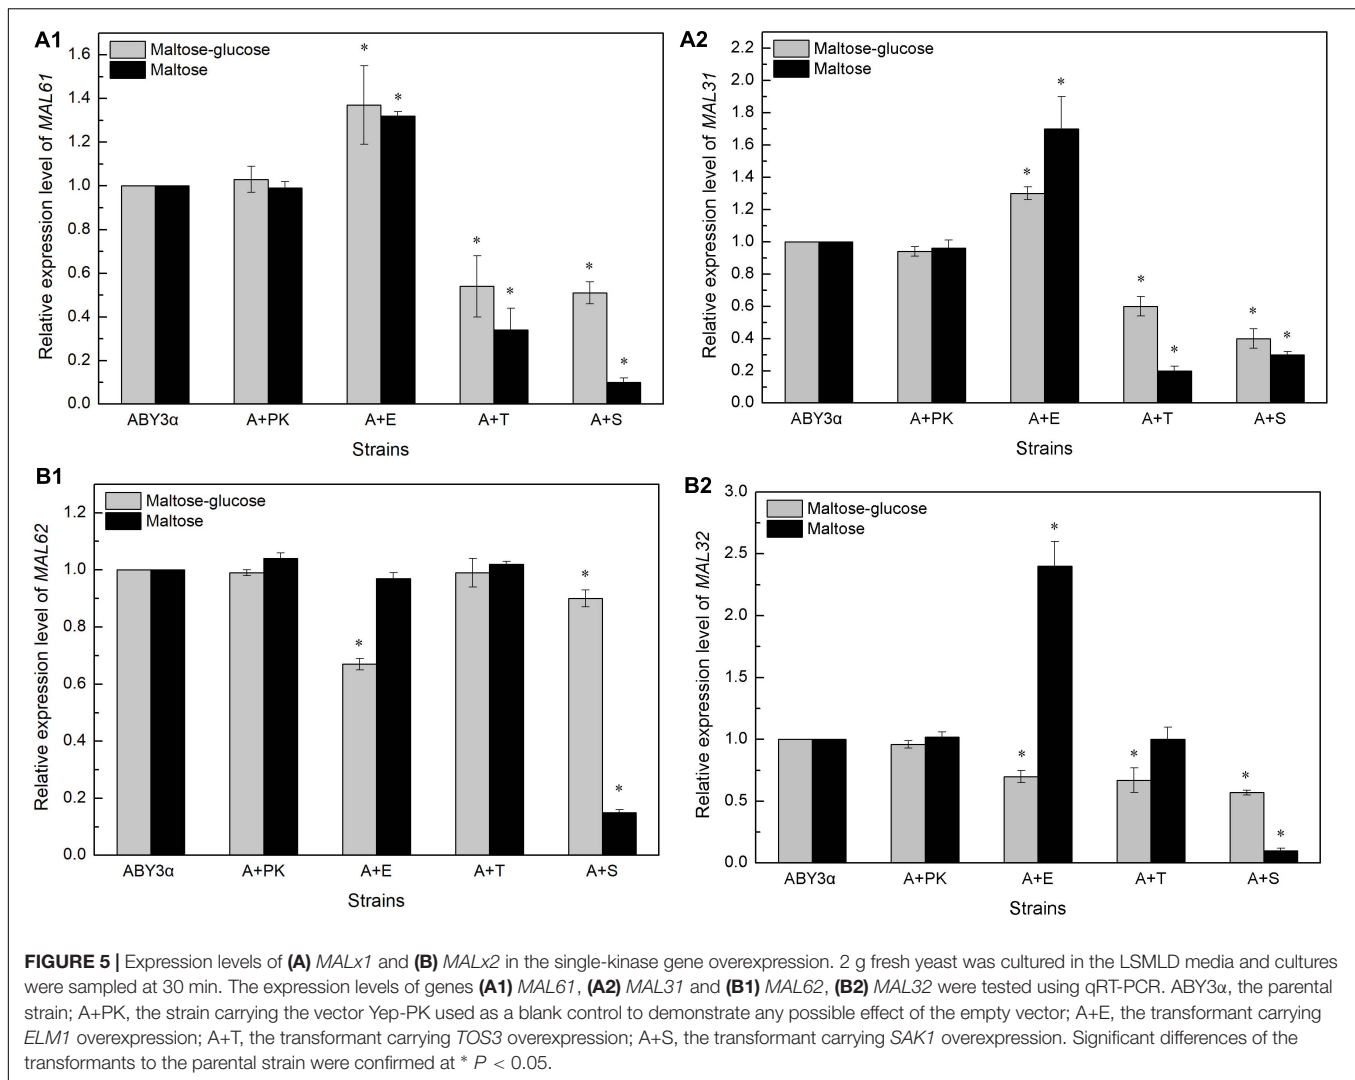 A1
Maltose-glucose
Maltose
Relative expression level of MAL61
1.6
1.4
1.2
1.0
0.8
0.6
0.4
0.2
0.0
* * * * * *
ABY3α A+PK A+E A+T A+S
Strains
A2
Maltose-glucose
Maltose
Relative expression level of MAL31
2.2
2.0
1.8
1.6
1.4
1.2
1.0
0.8
0.6
0.4
0.2
0.0
* * * * * *
ABY3α A+PK A+E A+T A+S
Strains
B1
Maltose-glucose
Maltose
Relative expression level of MAL62
1.2
1.0
0.8
0.6
0.4
0.2
0.0
* * *
ABY3α A+PK A+E A+T A+S
Strains
B2
Maltose-glucose
Maltose
Relative expression level of MAL32
3.0
2.5
2.0
1.5
1.0
0.5
0.0
* * * * *
ABY3α A+PK A+E A+T A+S
Strains
FIGURE 5 | Expression levels of (A) MALx1 and (B) MALx2 in the single-kinase gene overexpression. 2 g fresh yeast was cultured in the LSMLD media and cultures
were sampled at 30 min. The expression levels of genes (A1) MAL61, (A2) MAL31 and (B1) MAL62, (B2) MAL32 were tested using qRT-PCR. ABY3α, the parental
strain; A+PK, the strain carrying the vector Yep-PK used as a blank control to demonstrate any possible effect of the empty vector; A+E, the transformant carrying
ELM1 overexpression; A+T, the transformant carrying TOS3 overexpression; A+S, the transformant carrying SAK1 overexpression. Significant differences of the
transformants to the parental strain were confirmed at * P < 0.05.